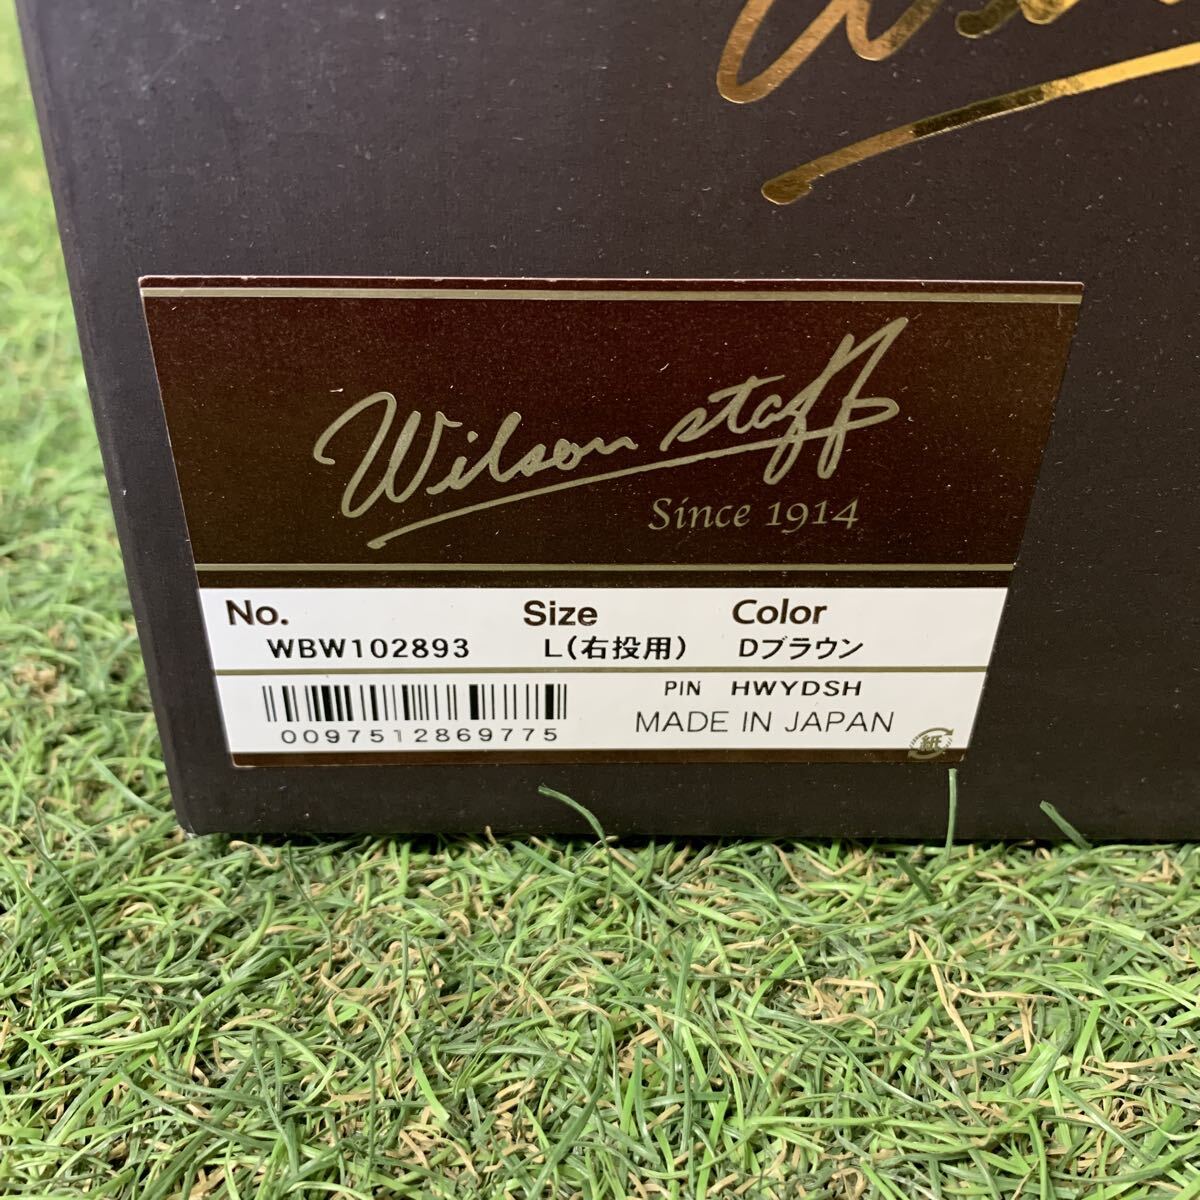 Wilson staff
Since 1914
No. Size Color
WBW102893 L(右投用) Dブラウン
PIN HWYDSH
MADE IN JAPAN
0097512869775
紙